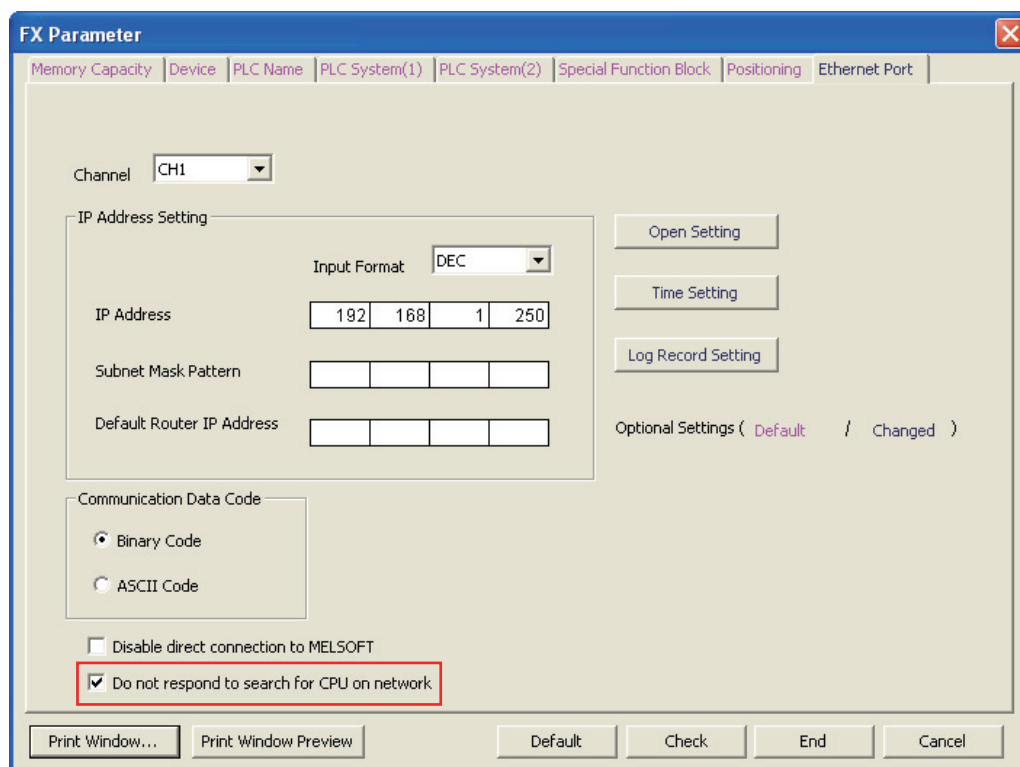 FX Parameter
Memory Capacity Device PLC Name PLC System(1) PLC System(2) Special Function Block Positioning Ethernet Port
Channel CH1
IP Address Setting
Input Format DEC
IP Address 192 168 1 250
Subnet Mask Pattern
Default Router IP Address
Open Setting
Time Setting
Log Record Setting
Optional Settings ( Default / Changed )
Communication Data Code
Binary Code
ASCII Code
Disable direct connection to MELSOFT
Do not respond to search for CPU on network
Print Window... Print Window Preview Default Check End Cancel